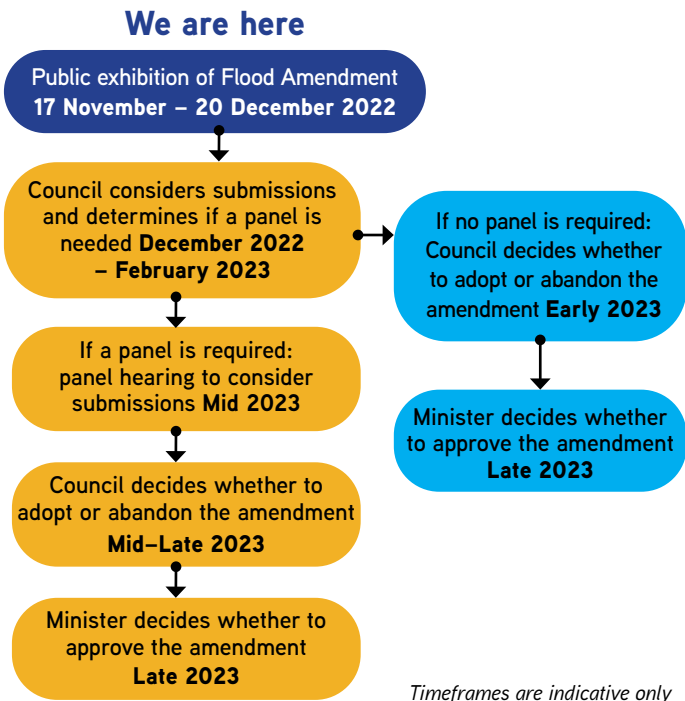 We are here
Public exhibition of Flood Amendment
17 November – 20 December 2022
Council considers submissions
and determines if a panel is
needed December 2022
– February 2023
If no panel is required:
Council decides whether
to adopt or abandon the
amendment Early 2023
If a panel is required:
panel hearing to consider
submissions Mid 2023
Minister decides whether
to approve the amendment
Late 2023
Council decides whether to
adopt or abandon the amendment
Mid–Late 2023
Minister decides whether to
approve the amendment
Late 2023
Timeframes are indicative only